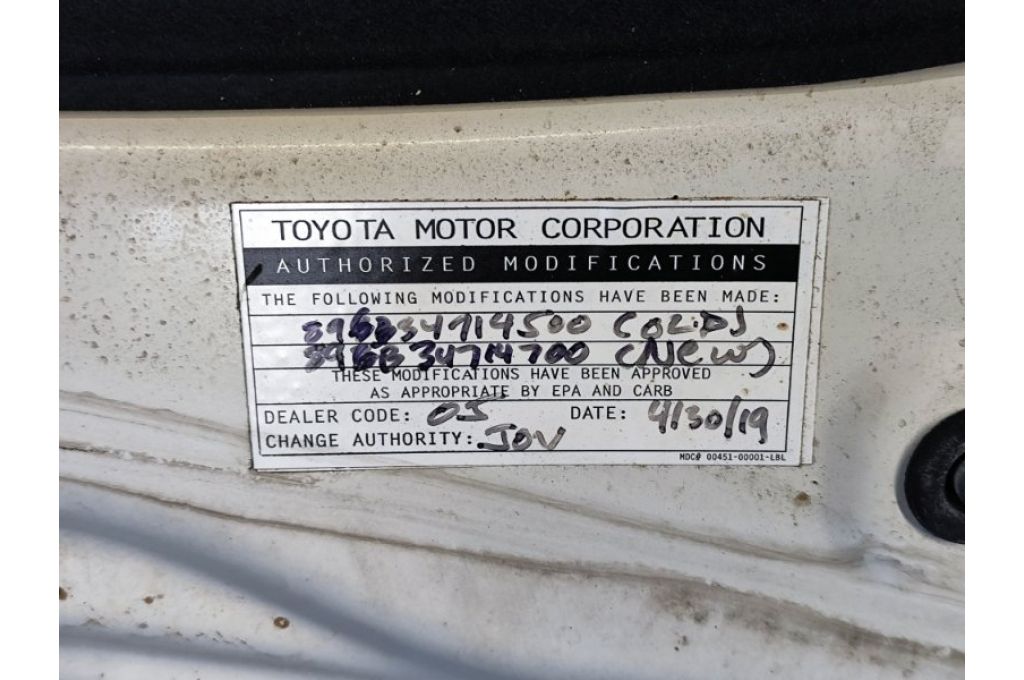 TOYOTA MOTOR CORPORATION
AUTHORIZED MODIFICATIONS
THE FOLLOWING MODIFICATIONS HAVE BEEN MADE:
(OLD)
(New)
THESE MODIFICATIONS HAVE BEEN APPROVED
AS APPROPRIATE BY EPA AND CARB
DEALER CODE: 05 DATE: 4/30/19
CHANGE AUTHORITY: JOV
MDC# 00451-00001-LBL